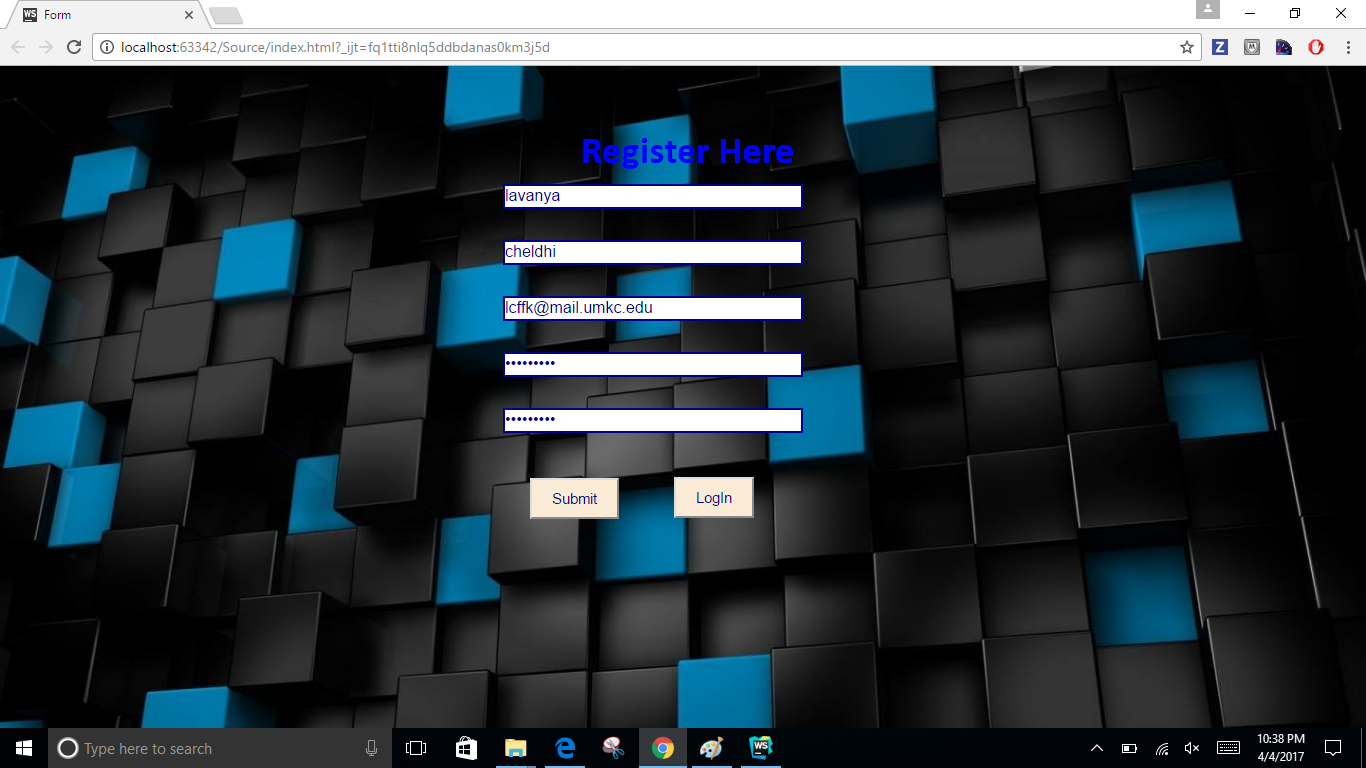 WS Form
localhost:63342/Source/index.html?_ijt=fq1tti8nlq5ddbdanas0km3j5d
Z
Register Here
lavanya
cheldhi
lcffk@mail.umkc.edu
•••••••••
•••••••••
Submit LogIn
Type here to search
WS
10:38 PM
4/4/2017